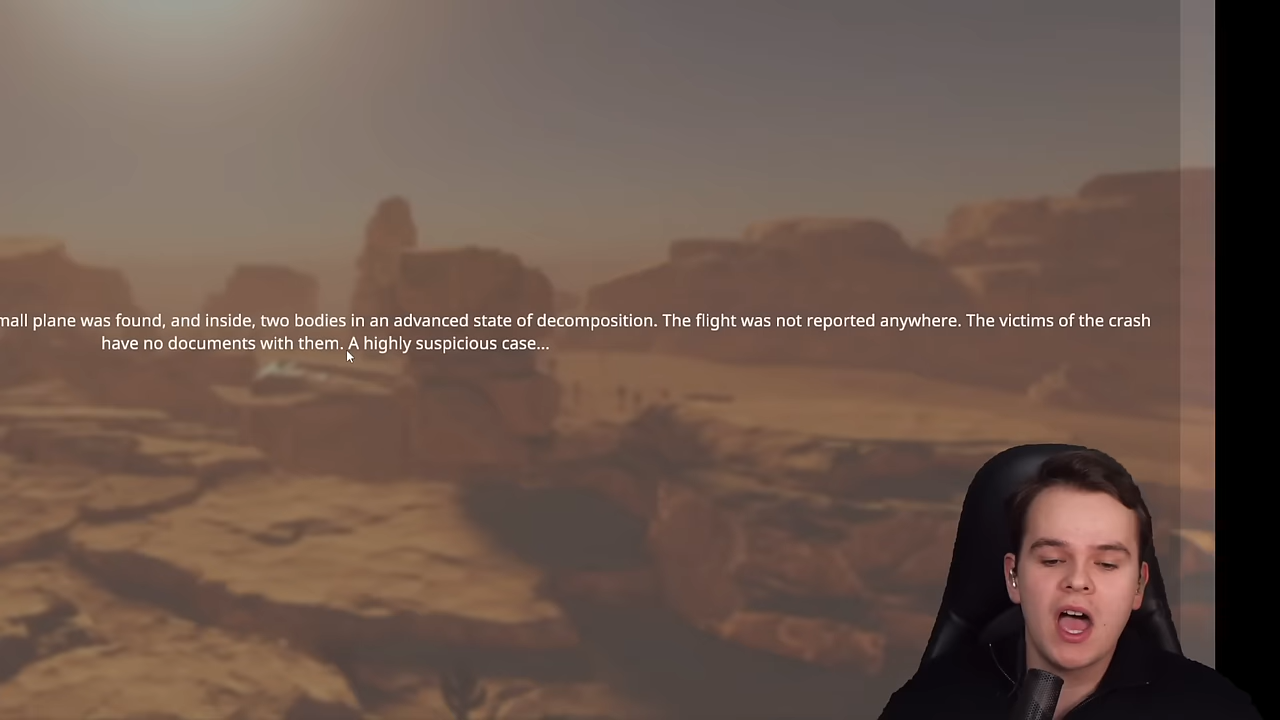 mall plane was found, and inside, two bodies in an advanced state of decomposition. The flight was not reported anywhere. The victims of the crash
have no documents with them. A highly suspicious case...